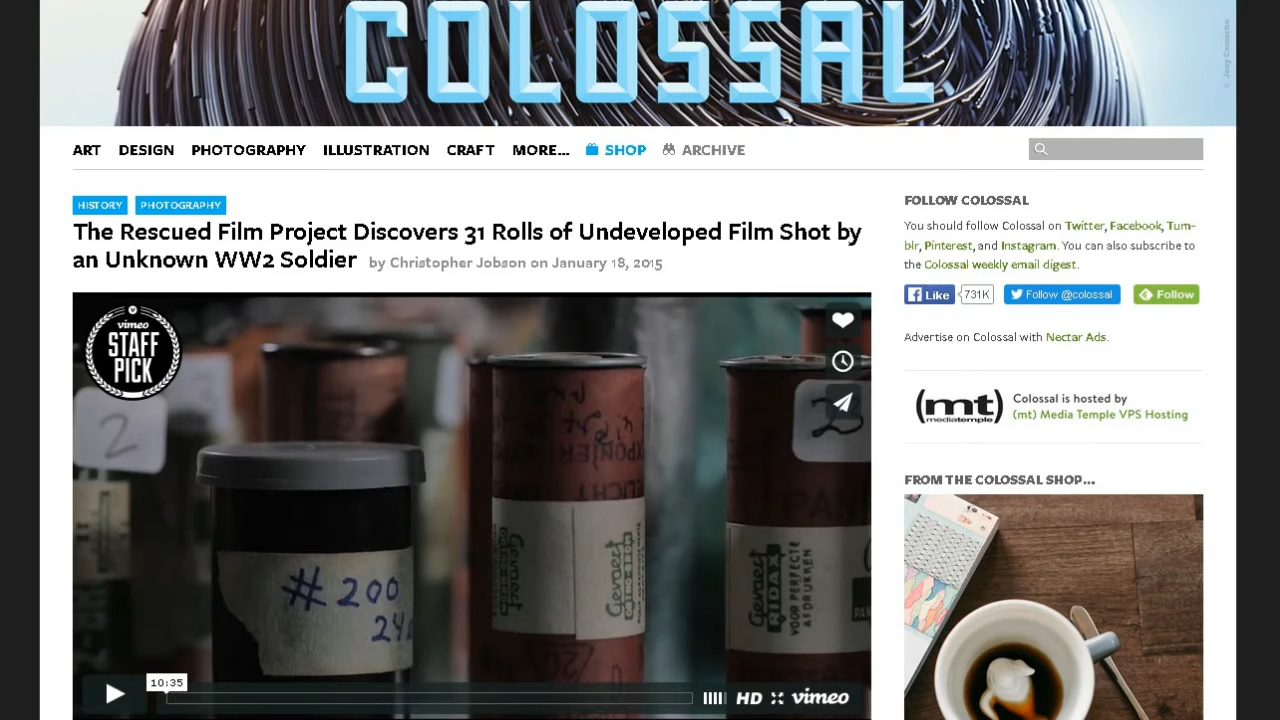 COLOSSAL
© Joey Camacho
ART DESIGN PHOTOGRAPHY ILLUSTRATION CRAFT MORE... SHOP ARCHIVE
HISTORY PHOTOGRAPHY
The Rescued Film Project Discovers 31 Rolls of Undeveloped Film Shot by
an Unknown WW2 Soldier by Christopher Jobson on January 18, 2015
vimeo
STAFF
PICK
2
# 200
24
Gevaert
Gevaert
Gevaert
RIDAX
VOOR PERFECTE
AFDRUKKEN
10:35
HD vimeo
FOLLOW COLOSSAL
You should follow Colossal on Twitter, Facebook, Tum-
blr, Pinterest, and Instagram. You can also subscribe to
the Colossal weekly email digest.
Like 731K Follow @colossal Follow
Advertise on Colossal with Nectar Ads.
(mt)
mediatemple
Colossal is hosted by
(mt) Media Temple VPS Hosting
FROM THE COLOSSAL SHOP...